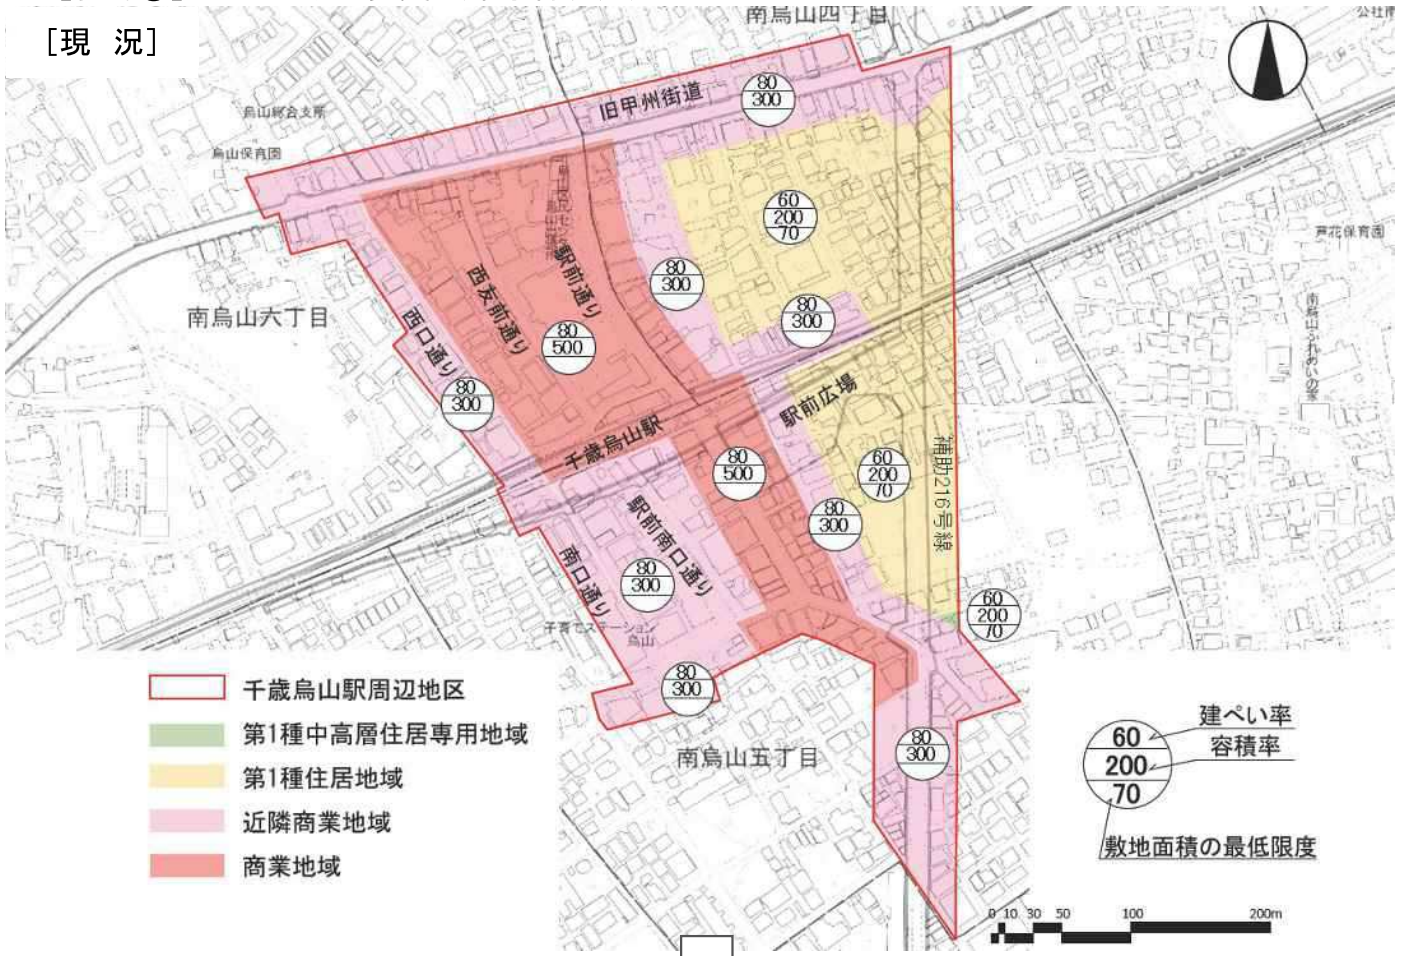 [現 況]
南烏山四丁目
旧甲州街道
80
300
烏山総合支所
烏山保育園
60
200
70
芦花保育園
駅前通り
西友前通り
80
300
南烏山六丁目
西口通り
80
300
80
500
南烏山ふれあいの家
80
300
駅前広場
千歳烏山駅
80
500
60
200
70
補助216号線
駅前南口通り
80
300
南口通り
80
300
子育てステーション
烏山
60
200
70
80
300
南烏山五丁目
80
300
千歳烏山駅周辺地区
第1種中高層住居専用地域
第1種住居地域
近隣商業地域
商業地域
60
200
70
建ぺい率
容積率
敷地面積の最低限度
0 10 30 50 100 200m